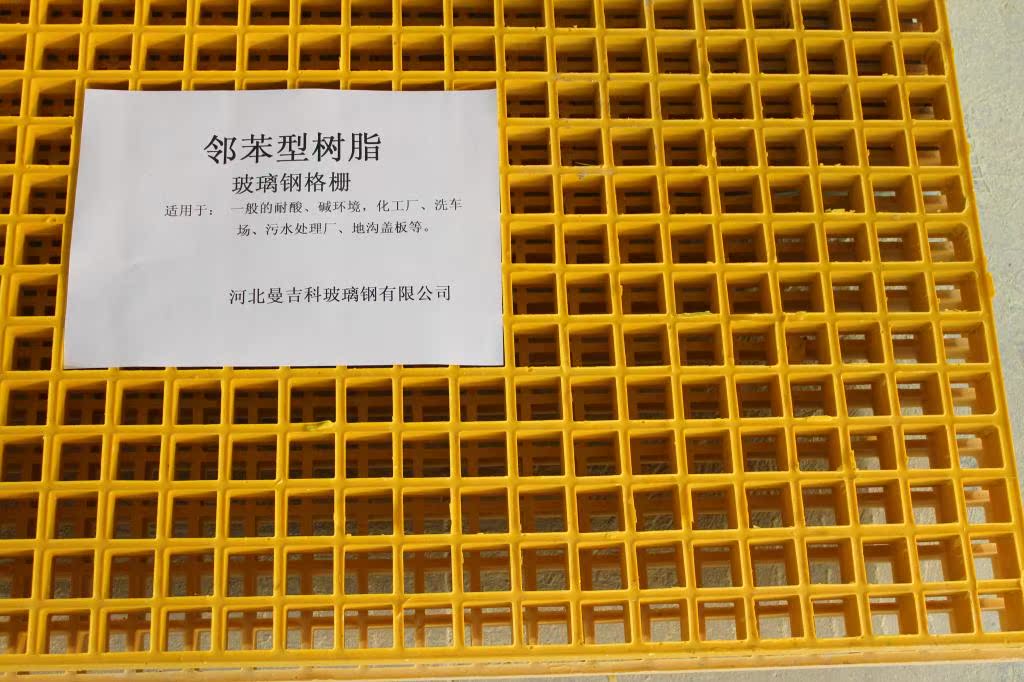 邻苯型树脂
玻璃钢格栅
适用于： 一般的耐酸、碱环境，化工厂、洗车
场、污水处理厂、地沟盖板等。
河北曼吉科玻璃钢有限公司